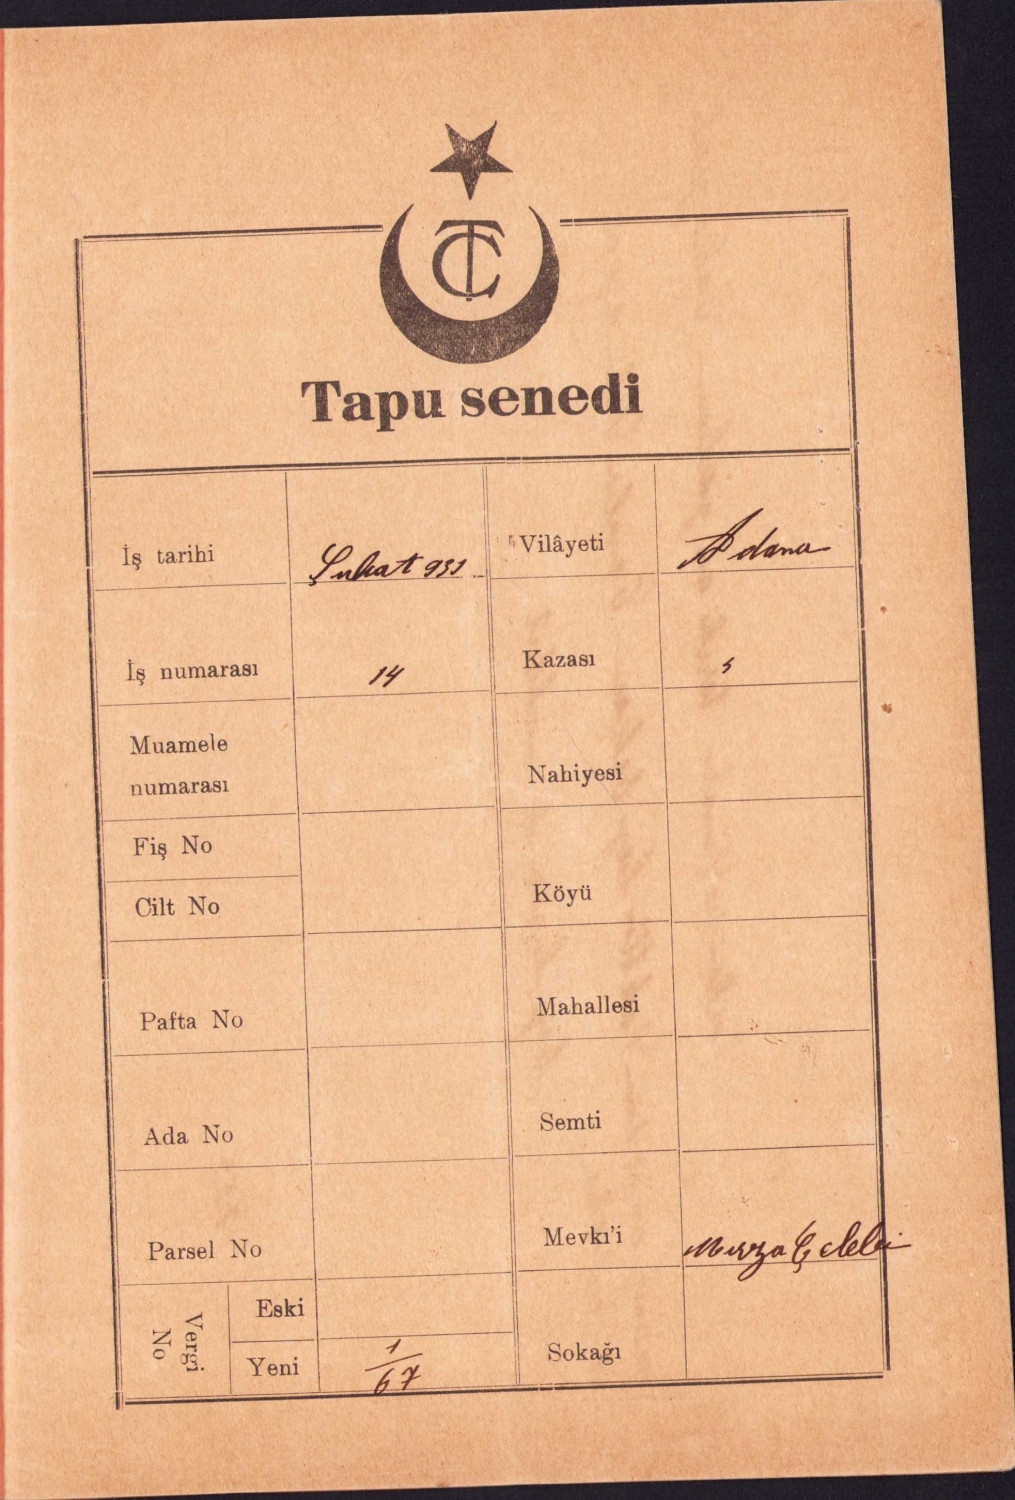 TC
Tapu senedi
İş tarihi
Şubat 931
Vilâyeti
Adana
İş numarası
14
Kazası
Muamele
numarası
Nahiyesi
Fiş No
Cilt No
Köyü
Pafta No
Mahallesi
Ada No
Semti
Parsel No
Mevkı'i
Mirza Çelebi
Vergi
No
Eski
Yeni
1/67
Sokağı